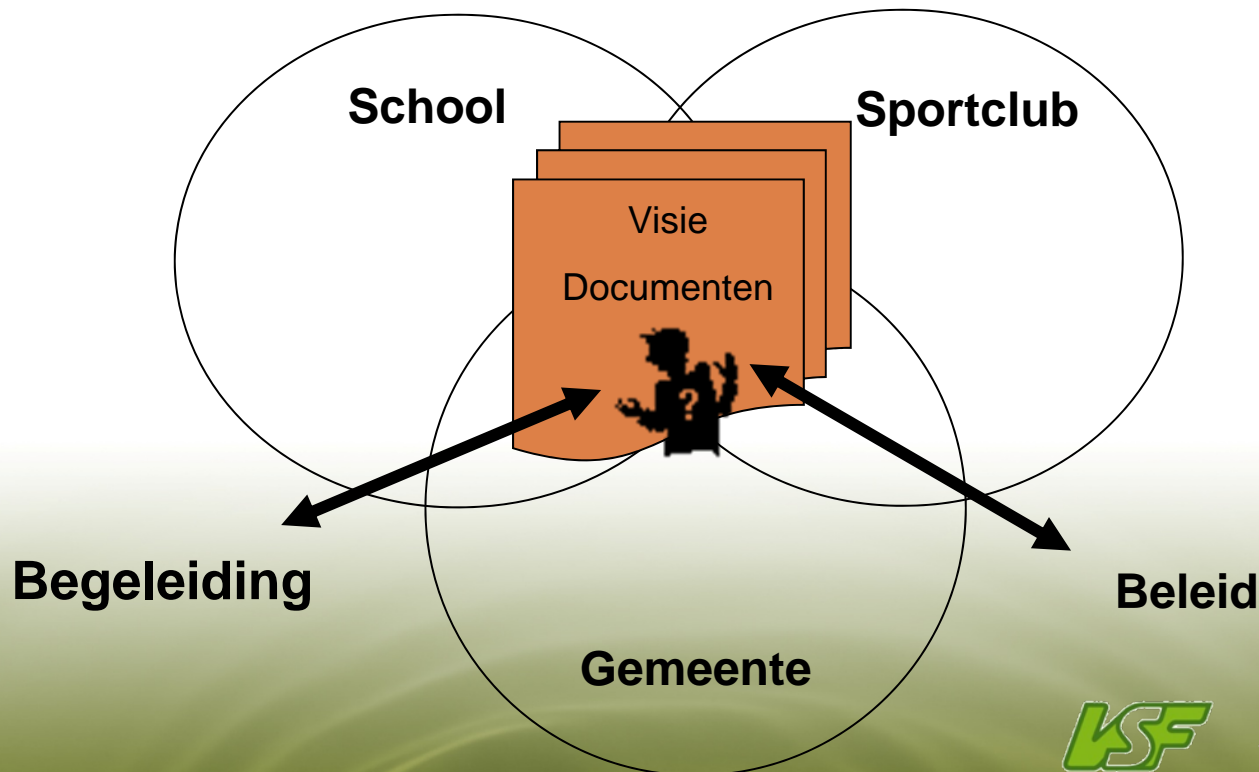 School
Sportclub
Visie
Documenten
?
Begeleiding
Beleid
Gemeente
VSF